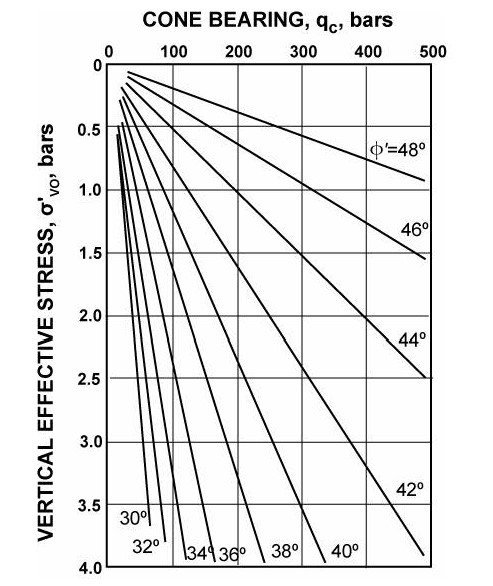 CONE BEARING, qc, bars
0 100 200 300 400 500
0
0.5
1.0
1.5
2.0
2.5
3.0
3.5
4.0
VERTICAL EFFECTIVE STRESS, σ'vo, bars
ϕ'=48º
46º
44º
42º
40º
38º
36º
34º
32º
30º